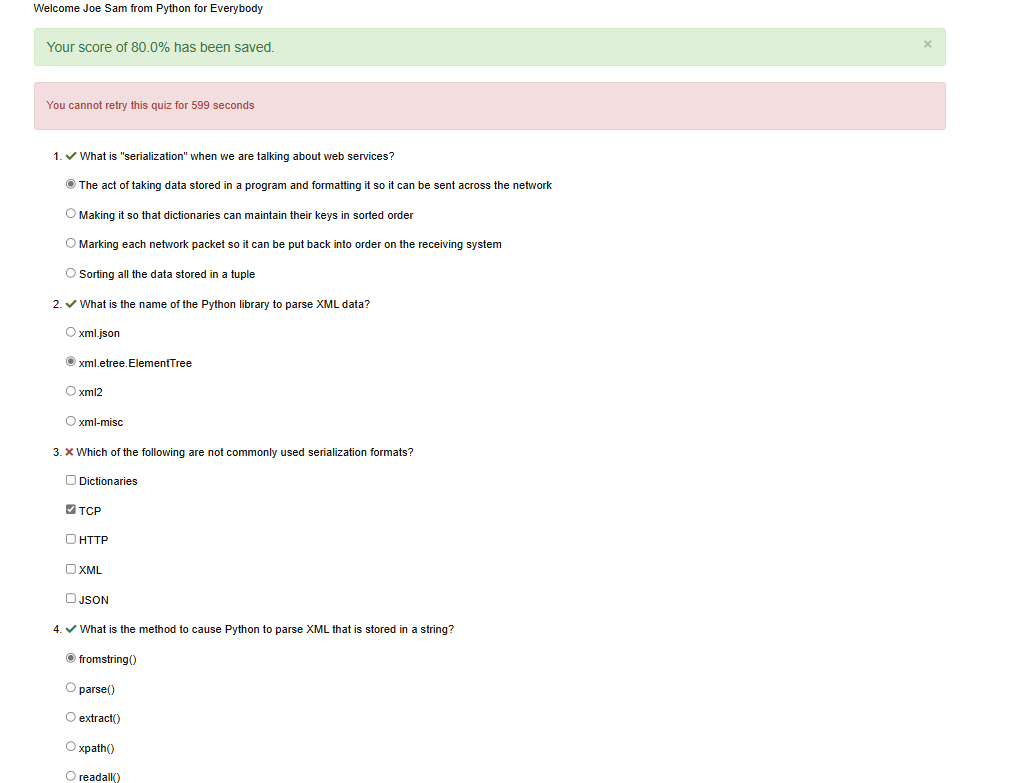 Welcome Joe Sam from Python for Everybody
Your score of 80.0% has been saved.
×
You cannot retry this quiz for 599 seconds
1. ✔ What is "serialization" when we are talking about web services?
The act of taking data stored in a program and formatting it so it can be sent across the network
Making it so that dictionaries can maintain their keys in sorted order
Marking each network packet so it can be put back into order on the receiving system
Sorting all the data stored in a tuple
2. ✔ What is the name of the Python library to parse XML data?
xml.json
xml.etree.ElementTree
xml2
xml-misc
3. ✖ Which of the following are not commonly used serialization formats?
Dictionaries
TCP
HTTP
XML
JSON
4. ✔ What is the method to cause Python to parse XML that is stored in a string?
fromstring()
parse()
extract()
xpath()
readall()